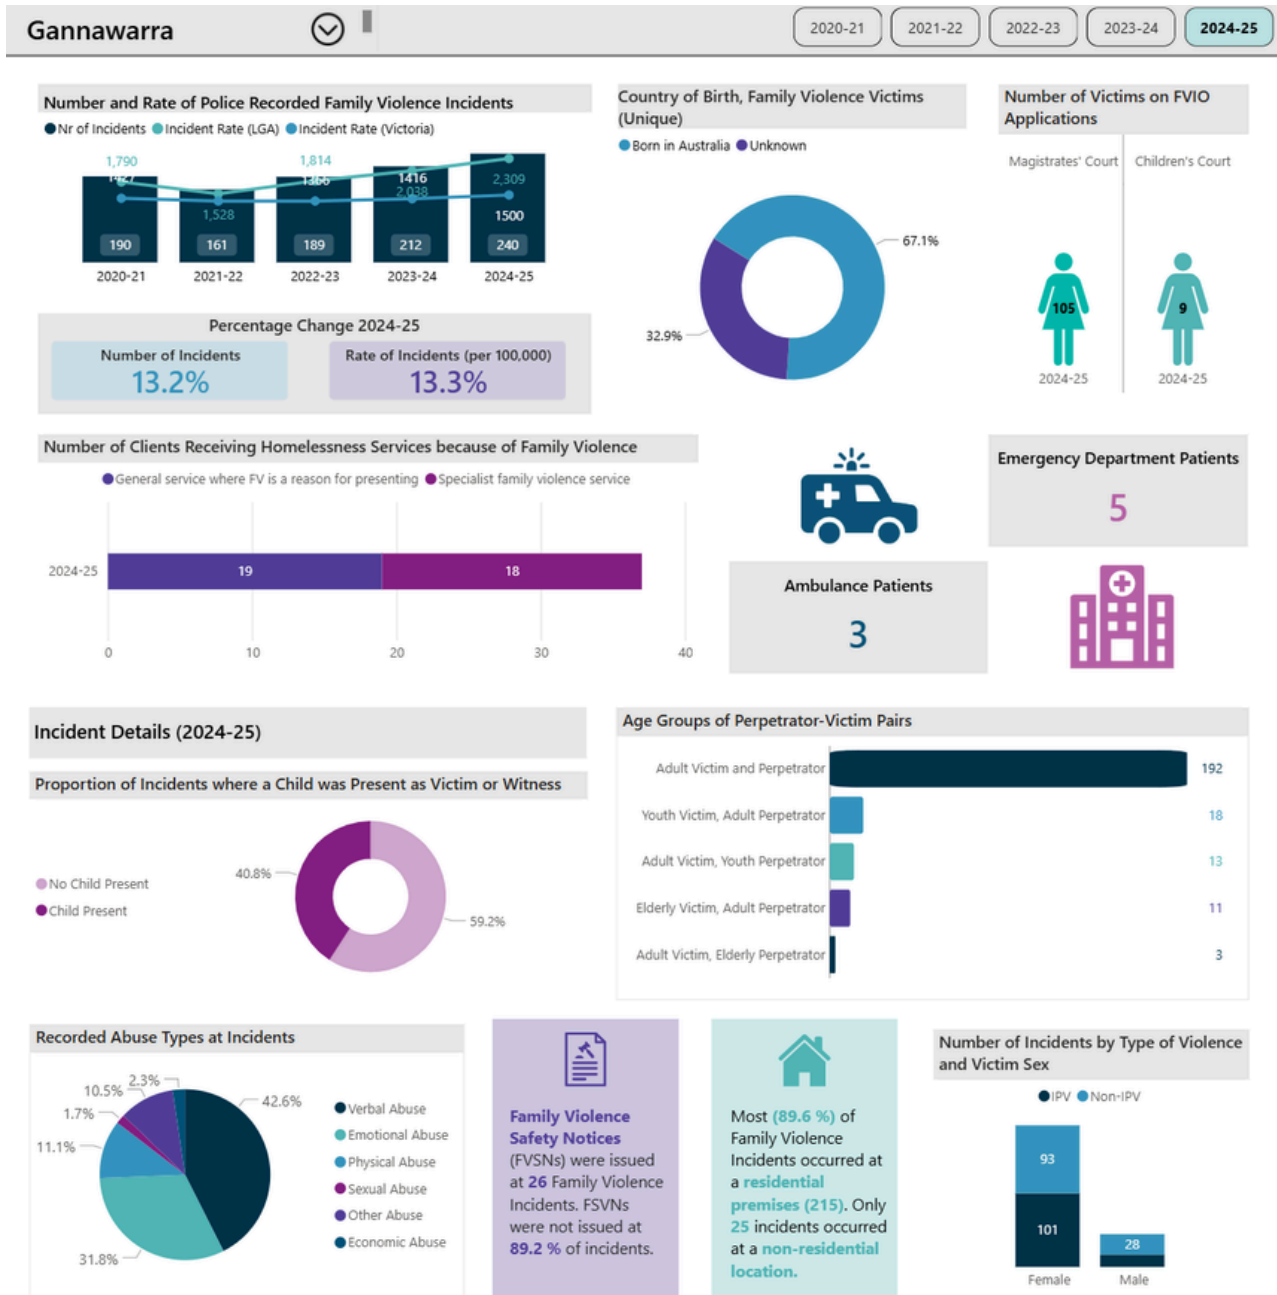 Gannawarra
2020-21
2021-22
2022-23
2023-24
2024-25
Number and Rate of Police Recorded Family Violence Incidents
Nr of Incidents
Incident Rate (LGA)
Incident Rate (Victoria)
1,790
1427
1,528
1,814
1366
1416
2,038
2,309
1500
190
161
189
212
240
2020-21
2021-22
2022-23
2023-24
2024-25
Percentage Change 2024-25
Number of Incidents
13.2%
Rate of Incidents (per 100,000)
13.3%
Country of Birth, Family Violence Victims
(Unique)
Born in Australia
Unknown
67.1%
32.9%
Number of Victims on FVIO
Applications
Magistrates' Court
Children's Court
105
9
2024-25
2024-25
Number of Clients Receiving Homelessness Services because of Family Violence
General service where FV is a reason for presenting
Specialist family violence service
2024-25
19
18
0
10
20
30
40
Ambulance Patients
3
Emergency Department Patients
5
Incident Details (2024-25)
Proportion of Incidents where a Child was Present as Victim or Witness
No Child Present
Child Present
40.8%
59.2%
Age Groups of Perpetrator-Victim Pairs
Adult Victim and Perpetrator
192
Youth Victim, Adult Perpetrator
18
Adult Victim, Youth Perpetrator
13
Elderly Victim, Adult Perpetrator
11
Adult Victim, Elderly Perpetrator
3
Recorded Abuse Types at Incidents
2.3%
10.5%
1.7%
11.1%
31.8%
42.6%
Verbal Abuse
Emotional Abuse
Physical Abuse
Sexual Abuse
Other Abuse
Economic Abuse
Family Violence
Safety Notices
(FVSNs) were issued
at 26 Family Violence
Incidents. FSVNs
were not issued at
89.2 % of incidents.
Most (89.6 %) of
Family Violence
Incidents occurred at
a residential
premises (215). Only
25 incidents occurred
at a non-residential
location.
Number of Incidents by Type of Violence
and Victim Sex
IPV
Non-IPV
93
101
28
Female
Male